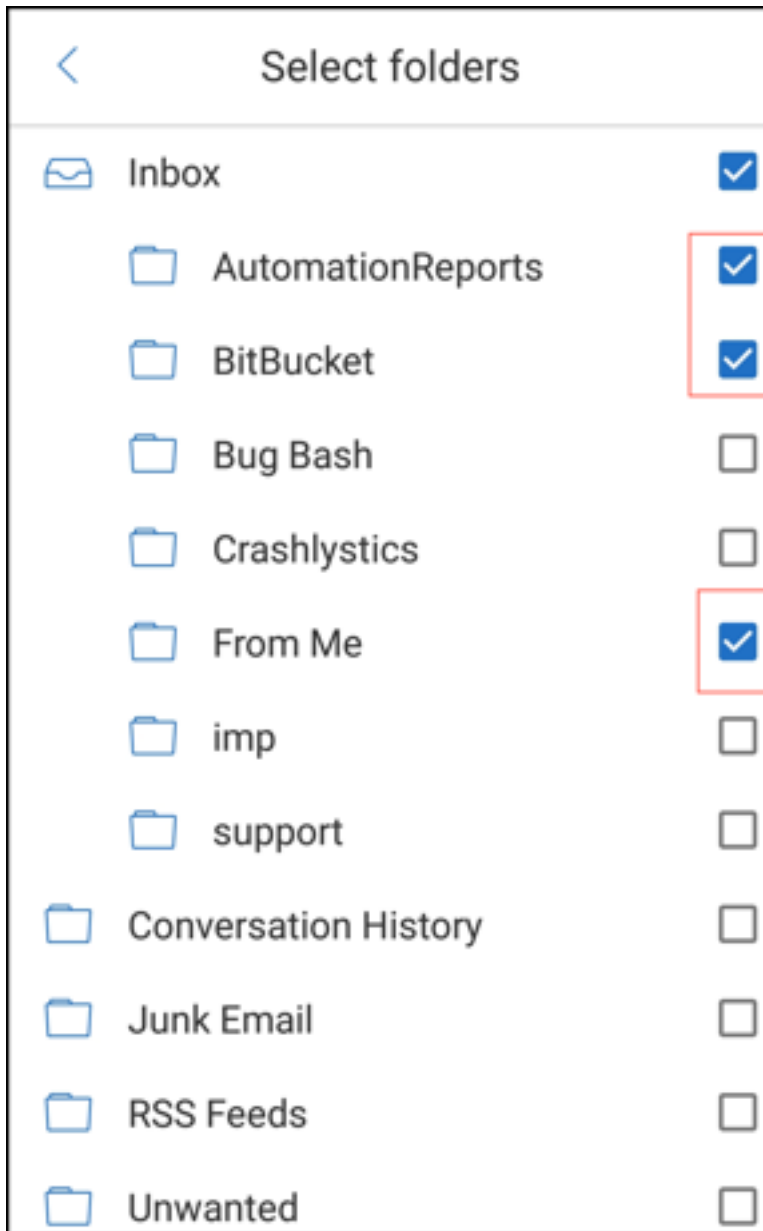 Select folders
Inbox
AutomationReports
BitBucket
Bug Bash
Crashlystics
From Me
imp
support
Conversation History
Junk Email
RSS Feeds
Unwanted